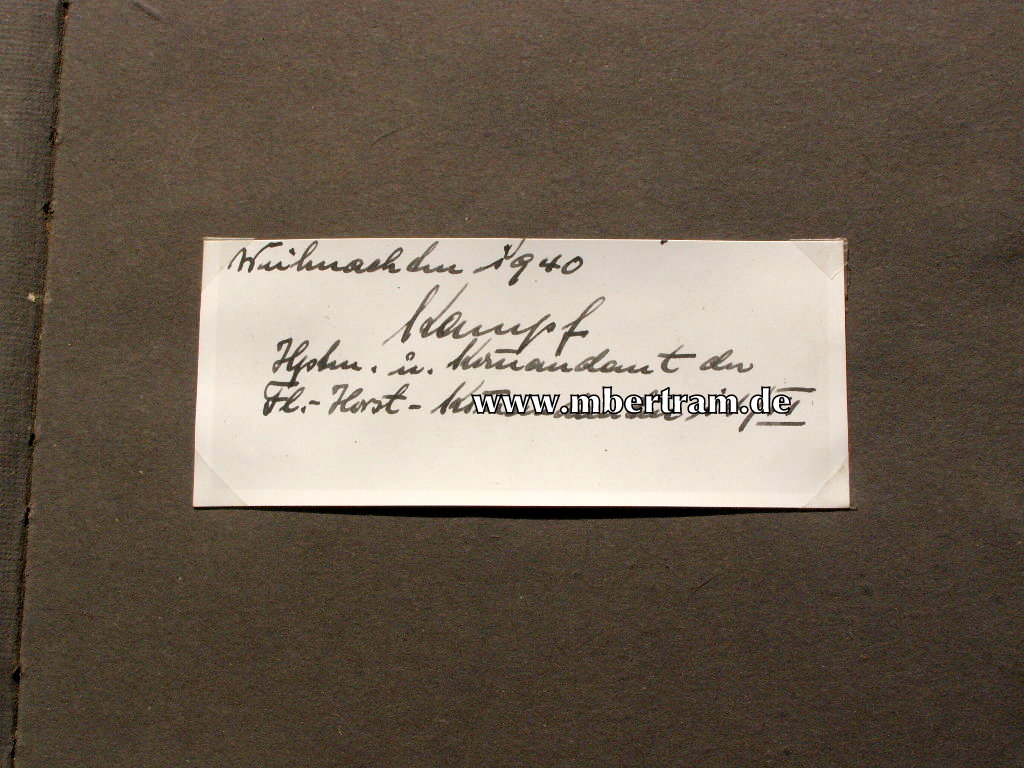 Weihnachten 1940
Kampf
Hptm. u. Kommandant der
Fl.-Horst-
www.mbertram.de